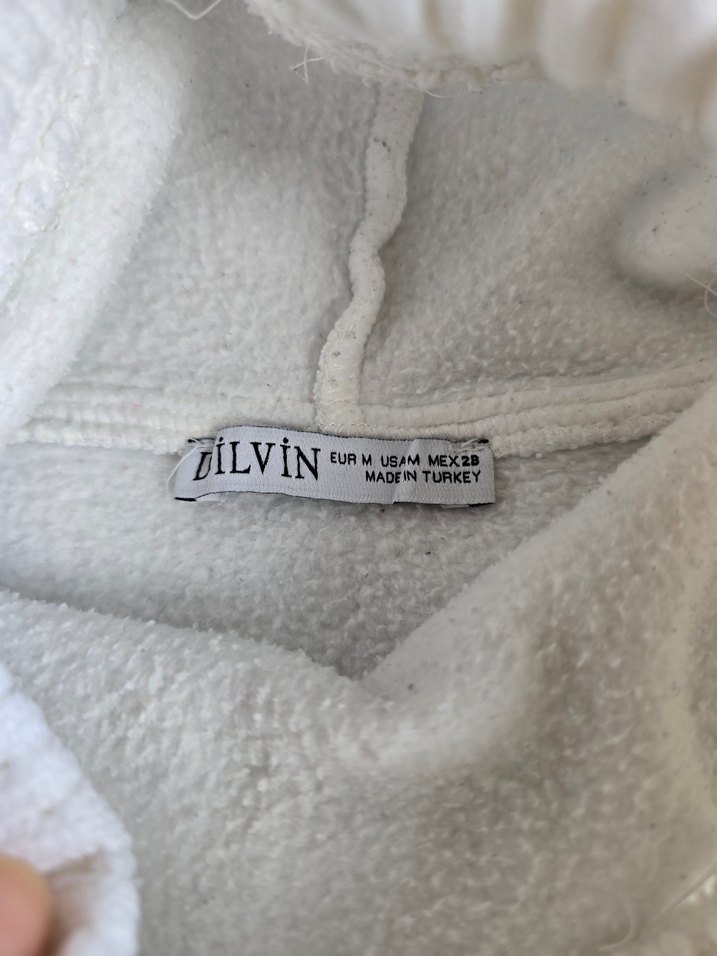 DİLVİN EUR M USA M MEX 28
MADE IN TURKEY